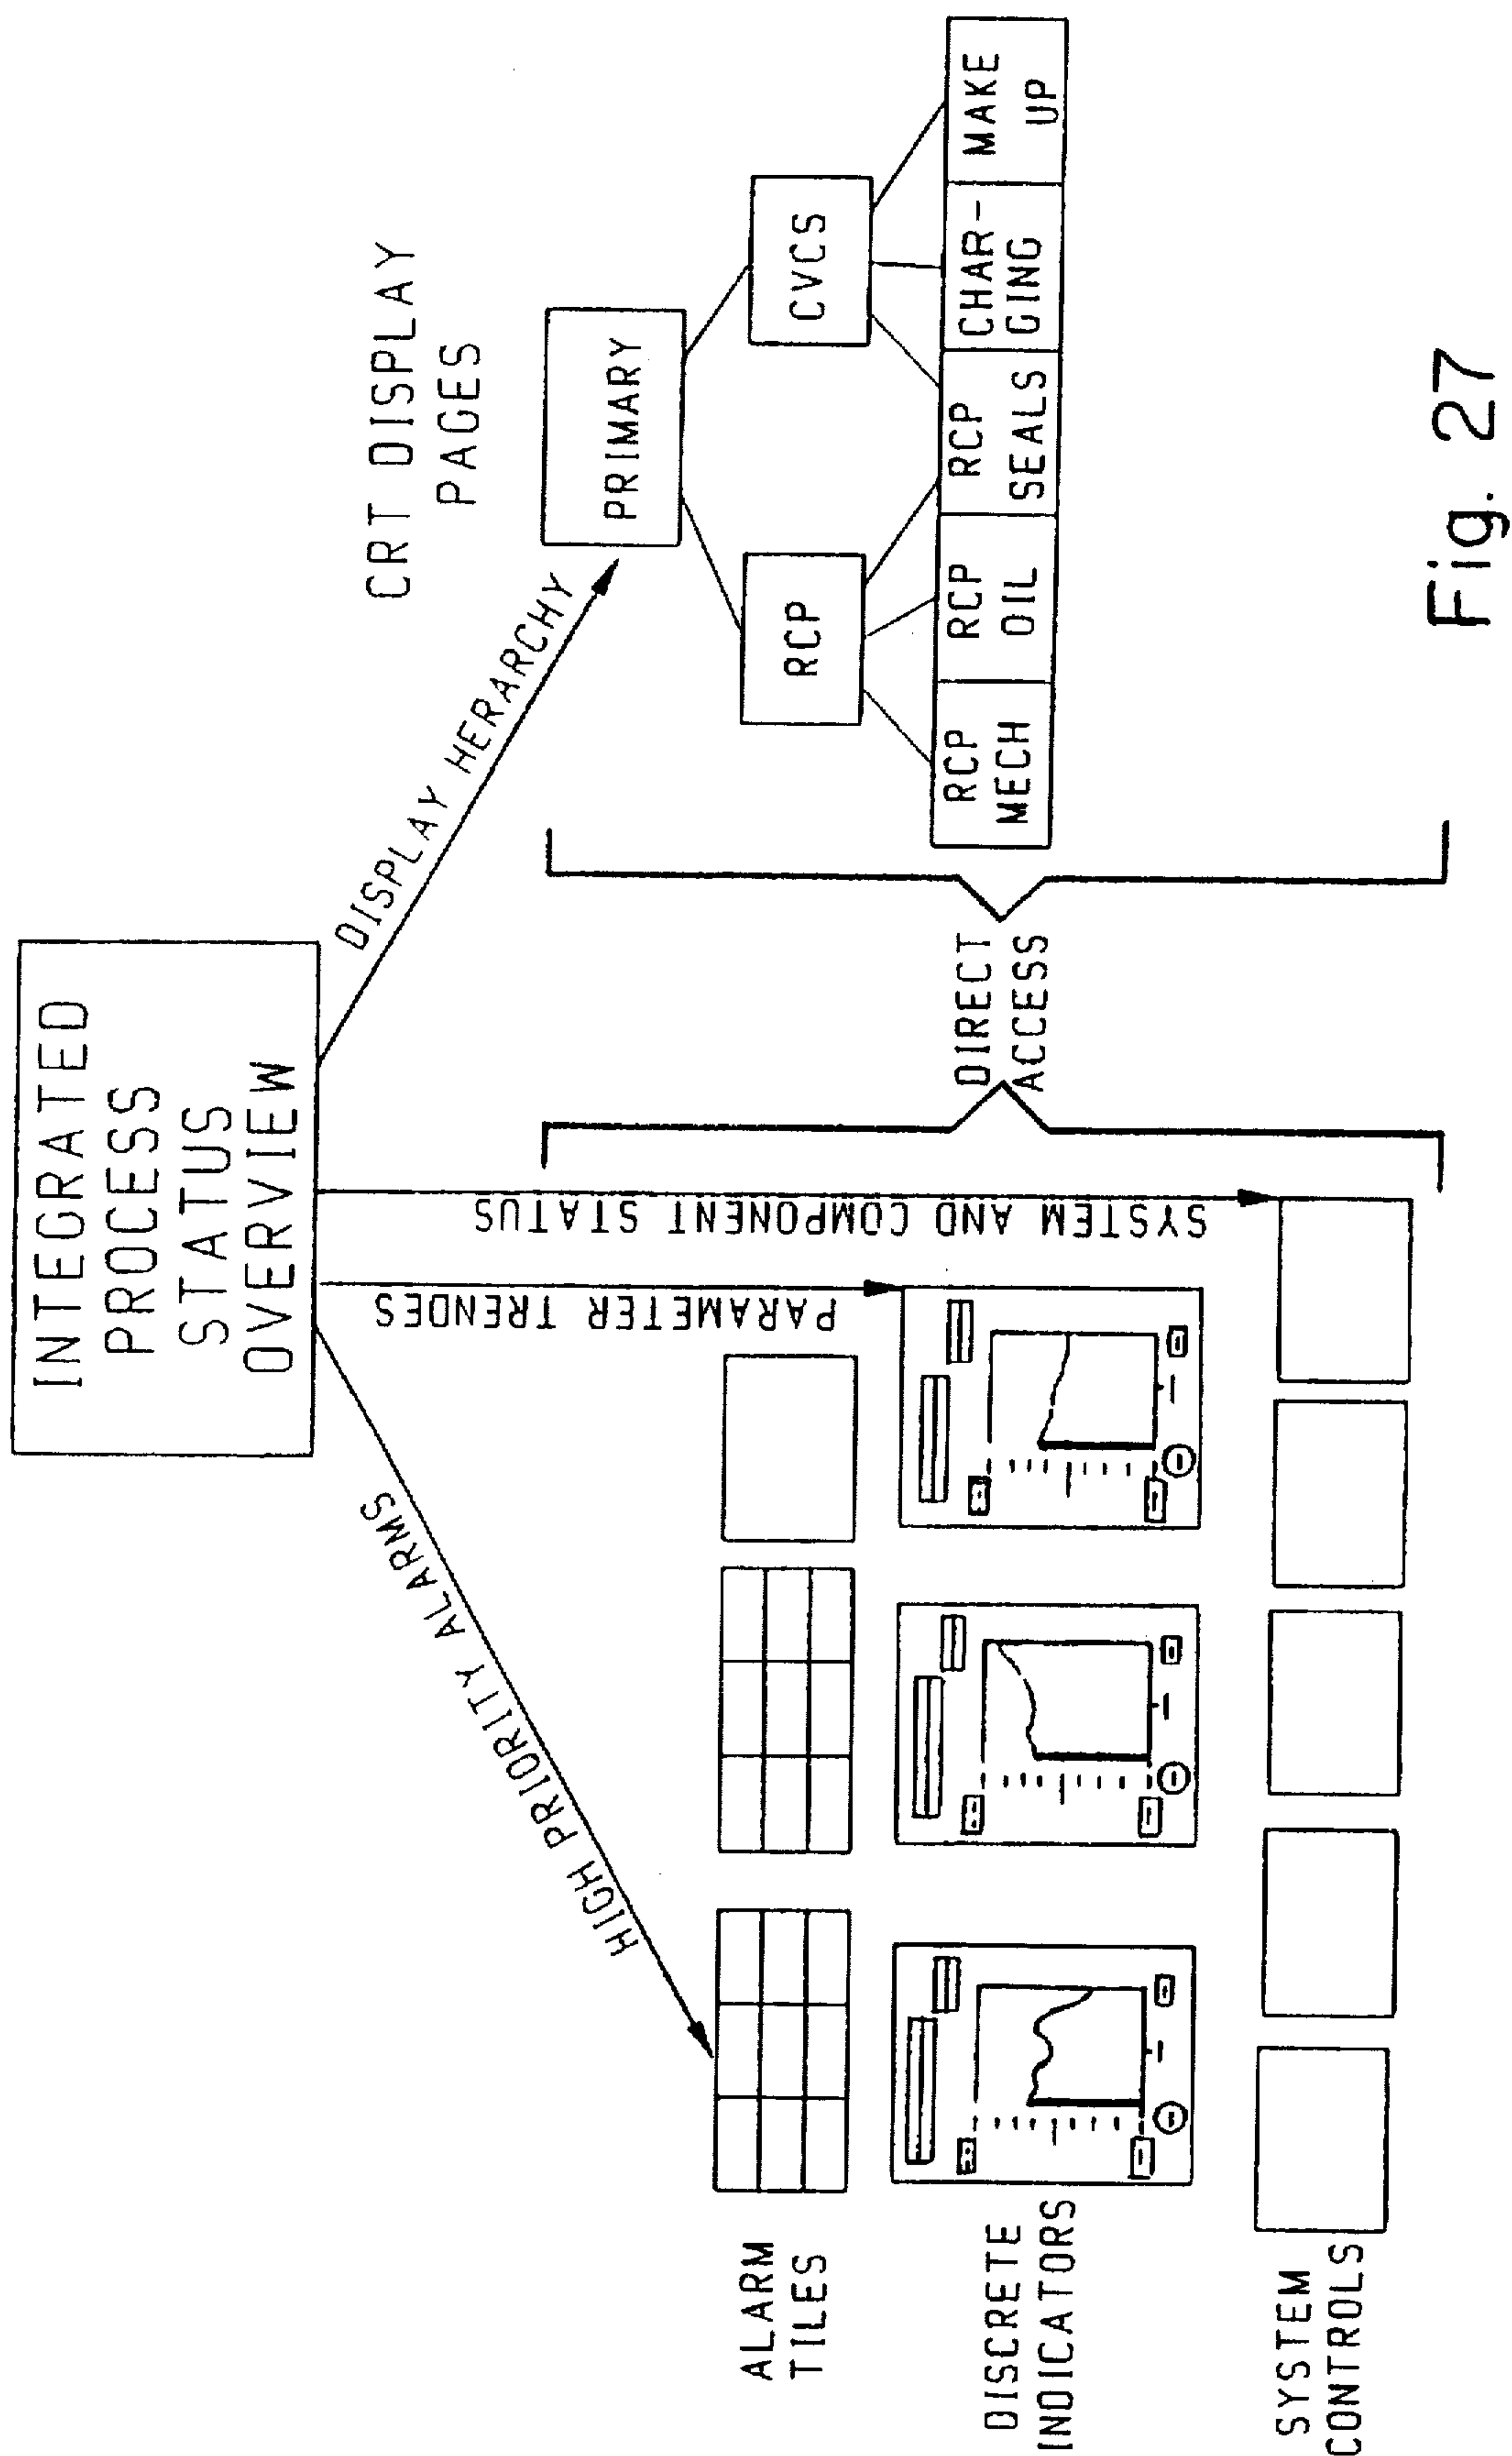 INTEGRATED
PROCESS
STATUS
OVERVIEW
HIGH PRIORITY ALARMS
PARAMETER TRENDES
SYSTEM AND COMPONENT STATUS
DISPLAY HERARCHY
CRT DISPLAY
PAGES
PRIMARY
RCP
CVCS
RCP
MECH
RCP
OIL
RCP
SEALS
CHAR-
GING
MAKE
UP
DIRECT
ACCESS
ALARM
TILES
DISCRETE
INDICATORS
SYSTEM
CONTROLS
Fig. 27